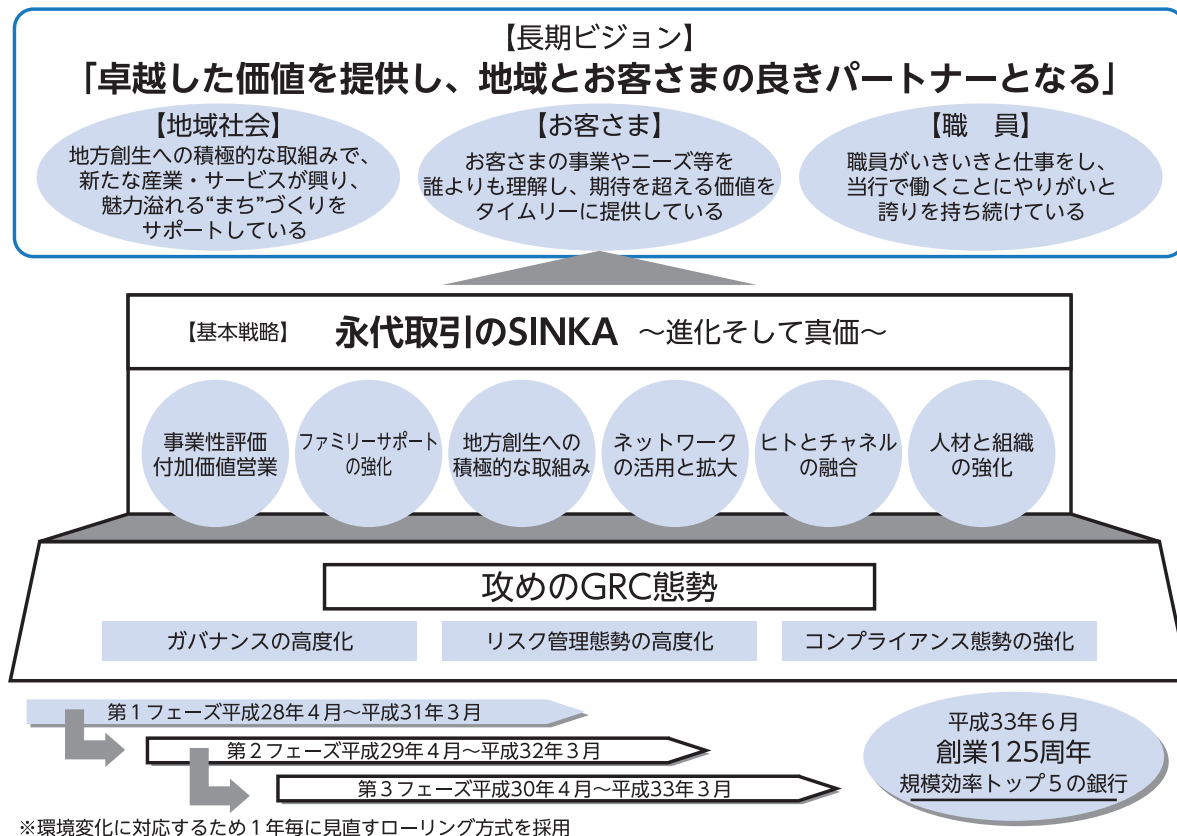 【長期ビジョン】
「卓越した価値を提供し、地域とお客さまの良きパートナーとなる」
【地域社会】
地方創生への積極的な取組みで、
新たな産業・サービスが興り、
魅力溢れる“まち”づくりを
サポートしている
【お客さま】
お客さまの事業やニーズ等を
誰よりも理解し、期待を超える価値を
タイムリーに提供している
【職　員】
職員がいきいきと仕事をし、
当行で働くことにやりがいと
誇りを持ち続けている
【基本戦略】 永代取引のSINKA ～進化そして真価～
事業性評価
付加価値営業
ファミリーサポート
の強化
地方創生への
積極的な取組み
ネットワーク
の活用と拡大
ヒトとチャネル
の融合
人材と組織
の強化
攻めのGRC態勢
ガバナンスの高度化
リスク管理態勢の高度化
コンプライアンス態勢の強化
第１フェーズ平成28年４月～平成31年３月
第２フェーズ平成29年４月～平成32年３月
第３フェーズ平成30年４月～平成33年３月
平成33年６月
創業125周年
規模効率トップ５の銀行
※環境変化に対応するため１年毎に見直すローリング方式を採用